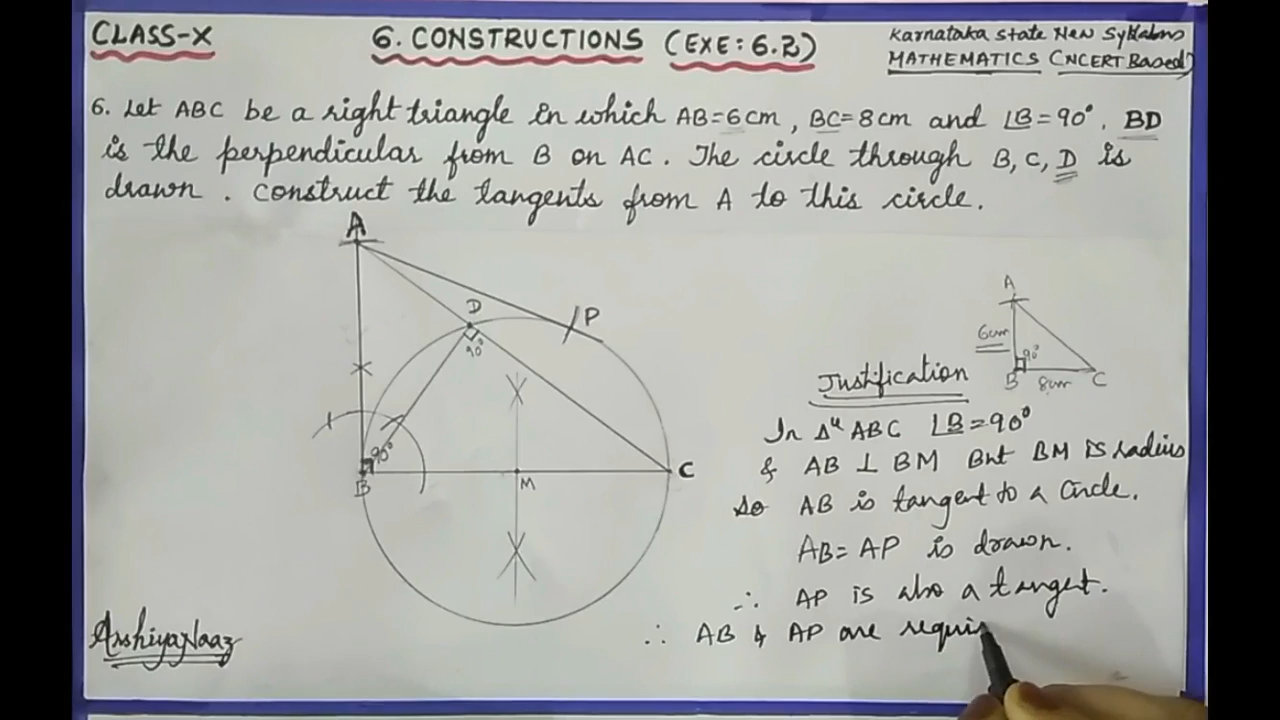 CLASS-X
6. CONSTRUCTIONS (EXE: 6.2)
Karnataka State New Syllabus
MATHEMATICS (NCERT Based)
6. Let ABC be a right triangle in which AB=6cm, BC=8cm and ∠B=90°. BD
is the perpendicular from B on AC. The circle through B, C, D is
drawn. Construct the tangents from A to this circle.
A
D
90°
P
90°
B
M
C
A
6cm
90°
B
8cm
C
Justification
In Δle ABC ∠B=90°
& AB ⊥ BM But BM is radius
so AB is tangent to a Circle.
AB=AP is drawn.
∴ AP is also a tangent.
∴ AB & AP are requi
Arshiya Naaz